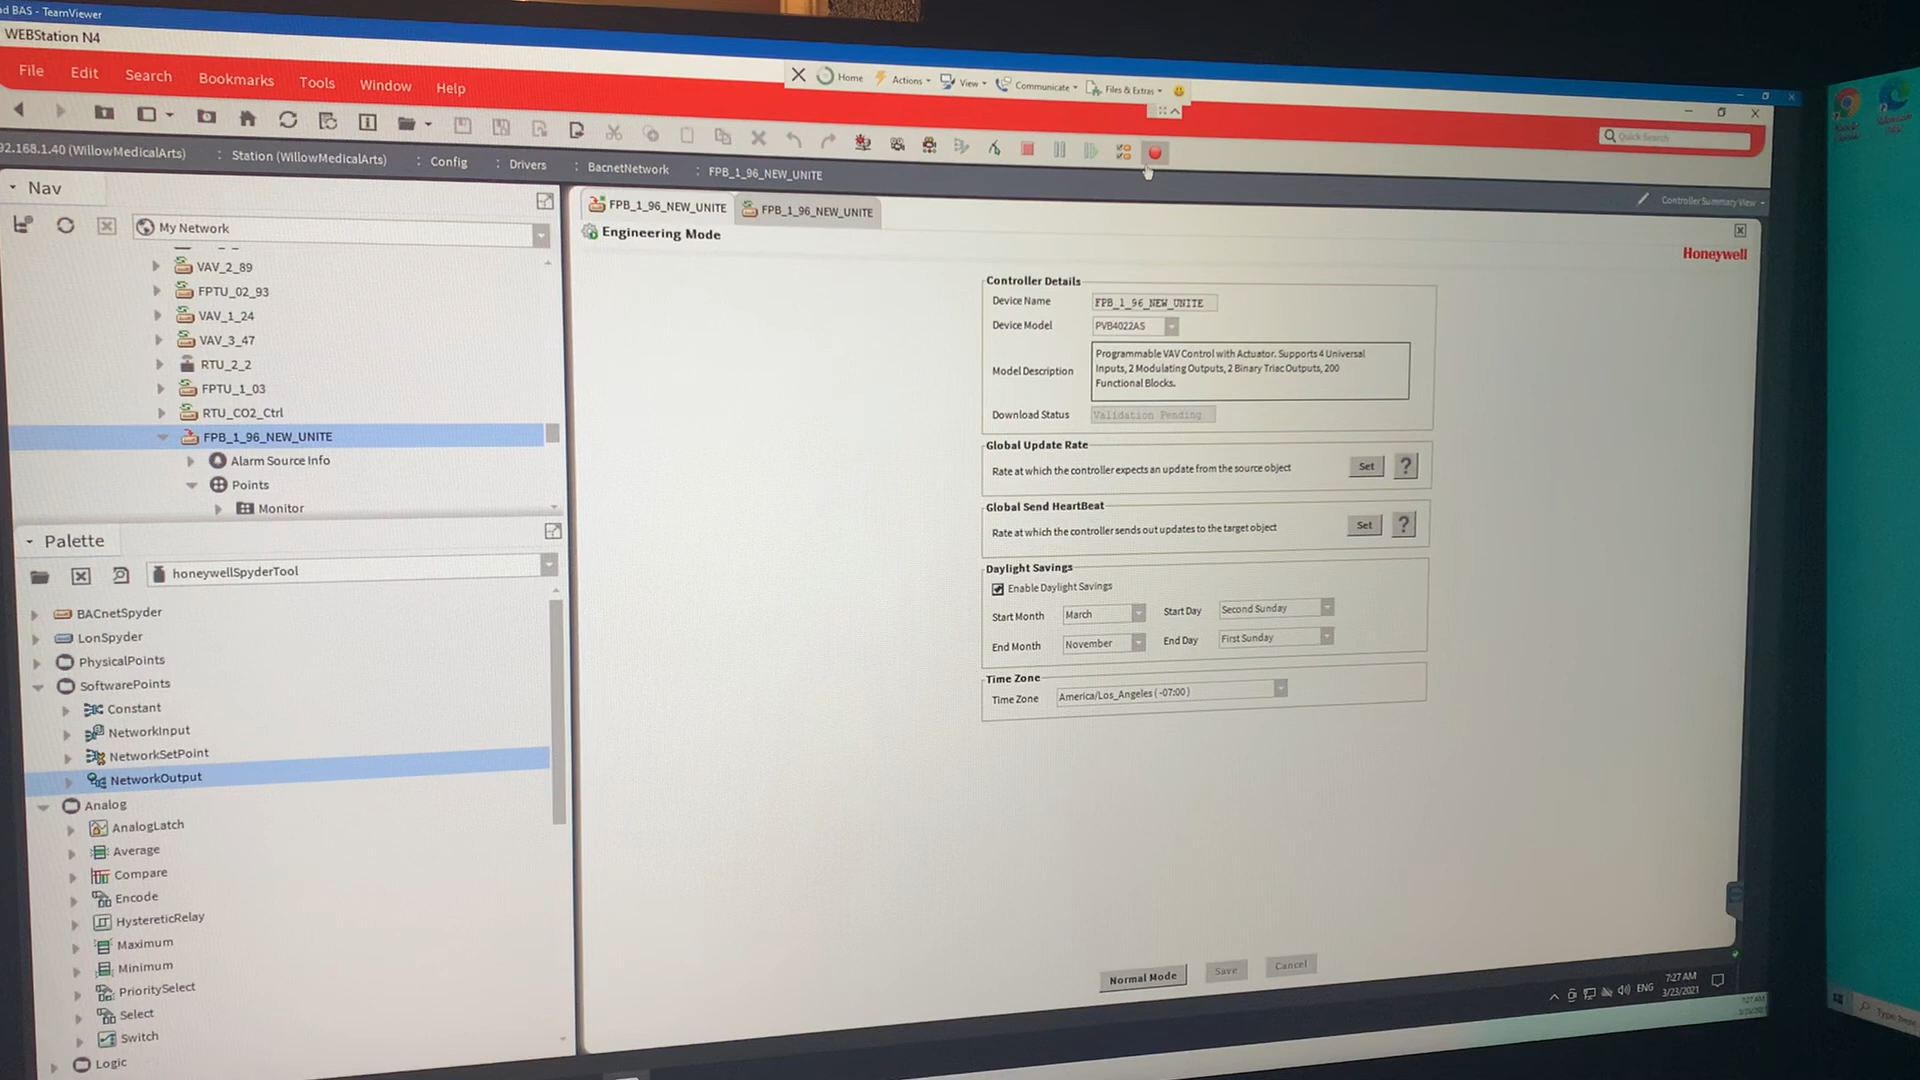 d BAS - TeamViewer
WEBStation N4
File Edit Search Bookmarks Tools Window Help
Home Actions View Communicate Files & Extras
Quick Search
92.168.1.40 (WillowMedicalArts) : Station (WillowMedicalArts) : Config : Drivers : BacnetNetwork : FPB_1_96_NEW_UNITE
Controller Summary View
Nav
My Network
VAV_2_89
FPTU_02_93
VAV_1_24
VAV_3_47
RTU_2_2
FPTU_1_03
RTU_CO2_Ctrl
FPB_1_96_NEW_UNITE
Alarm Source Info
Points
Monitor
Palette
honeywellSpyderTool
BACnetSpyder
LonSpyder
PhysicalPoints
SoftwarePoints
Constant
NetworkInput
NetworkSetPoint
NetworkOutput
Analog
AnalogLatch
Average
Compare
Encode
HystereticRelay
Maximum
Minimum
PrioritySelect
Select
Switch
Logic
FPB_1_96_NEW_UNITE FPB_1_96_NEW_UNITE
Engineering Mode
Honeywell
Controller Details
Device Name FPB_1_96_NEW_UNITE
Device Model PVB4022AS
Model Description Programmable VAV Control with Actuator. Supports 4 Universal
Inputs, 2 Modulating Outputs, 2 Binary Triac Outputs, 200
Functional Blocks.
Download Status Validation Pending
Global Update Rate
Rate at which the controller expects an update from the source object Set ?
Global Send HeartBeat
Rate at which the controller sends out updates to the target object Set ?
Daylight Savings
Enable Daylight Savings
Start Month March Start Day Second Sunday
End Month November End Day First Sunday
Time Zone
Time Zone America/Los_Angeles (-07:00)
Normal Mode Save Cancel
ENG
7:27 AM
3/23/2021
Type here